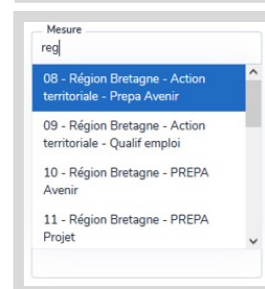 Mesure
reg
08 - Région Bretagne - Action
territoriale - Prepa Avenir
09 - Région Bretagne - Action
territoriale - Qualif emploi
10 - Région Bretagne - PREPA
Avenir
11 - Région Bretagne - PREPA
Projet